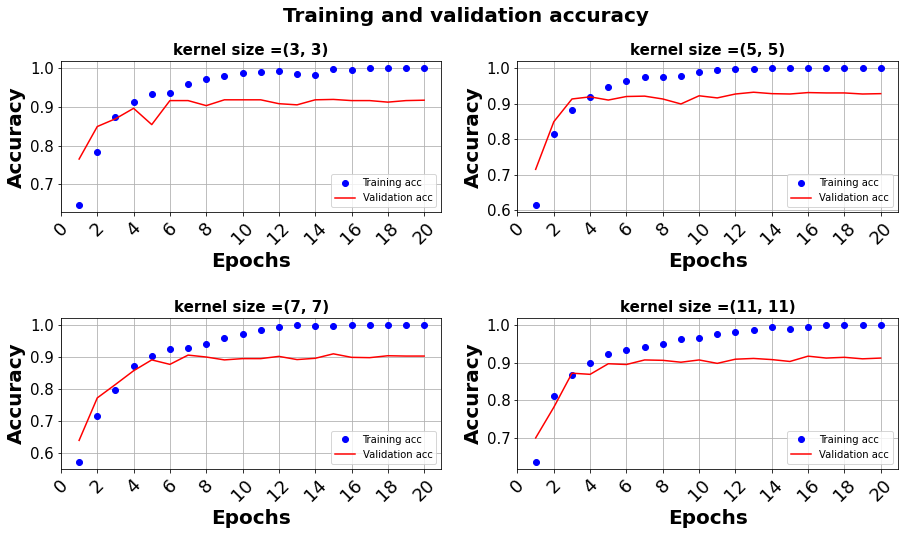 Training and validation accuracy
kernel size =(3, 3)
Accuracy
1.0
0.9
0.8
0.7
Training acc
Validation acc
0 2 4 6 8 10 12 14 16 18 20
Epochs
kernel size =(5, 5)
Accuracy
1.0
0.9
0.8
0.7
0.6
Training acc
Validation acc
0 2 4 6 8 10 12 14 16 18 20
Epochs
kernel size =(7, 7)
Accuracy
1.0
0.9
0.8
0.7
0.6
Training acc
Validation acc
0 2 4 6 8 10 12 14 16 18 20
Epochs
kernel size =(11, 11)
Accuracy
1.0
0.9
0.8
0.7
Training acc
Validation acc
0 2 4 6 8 10 12 14 16 18 20
Epochs